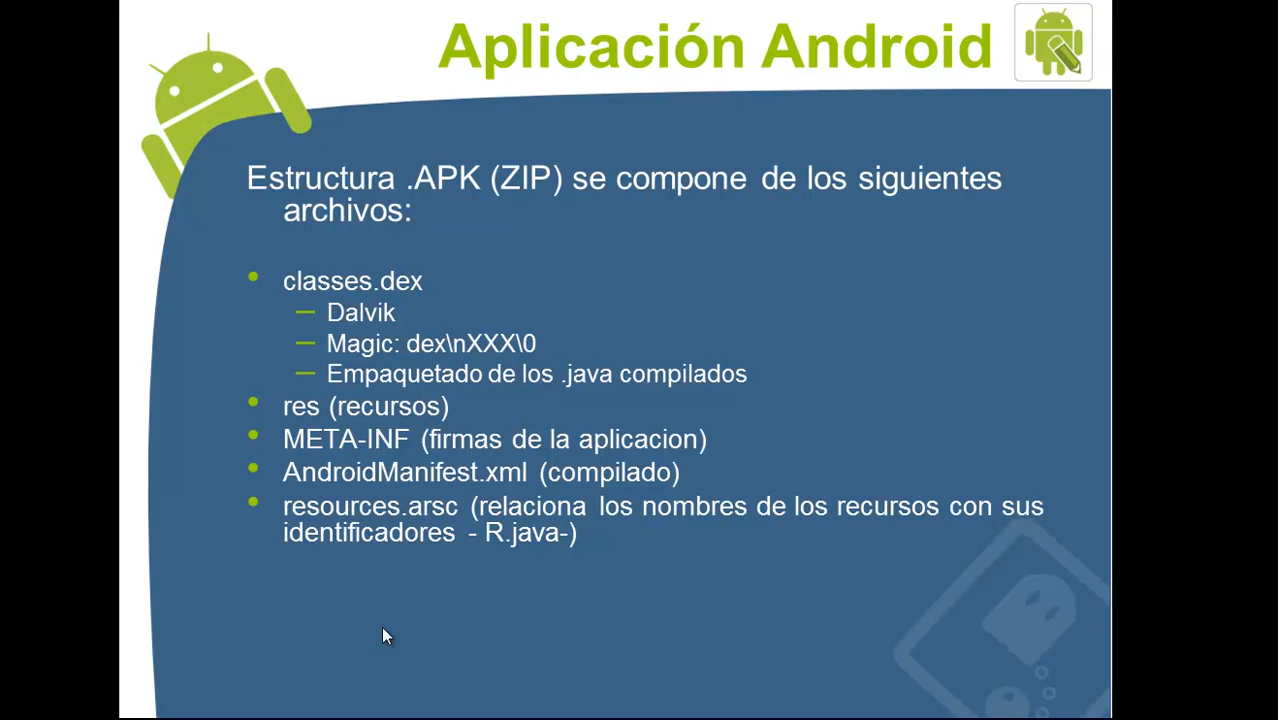 Aplicación Android
Estructura .APK (ZIP) se compone de los siguientes
archivos:
• classes.dex
— Dalvik
— Magic: dex\nXXX\0
— Empaquetado de los .java compilados
• res (recursos)
• META-INF (firmas de la aplicacion)
• AndroidManifest.xml (compilado)
• resources.arsc (relaciona los nombres de los recursos con sus
identificadores - R.java-)